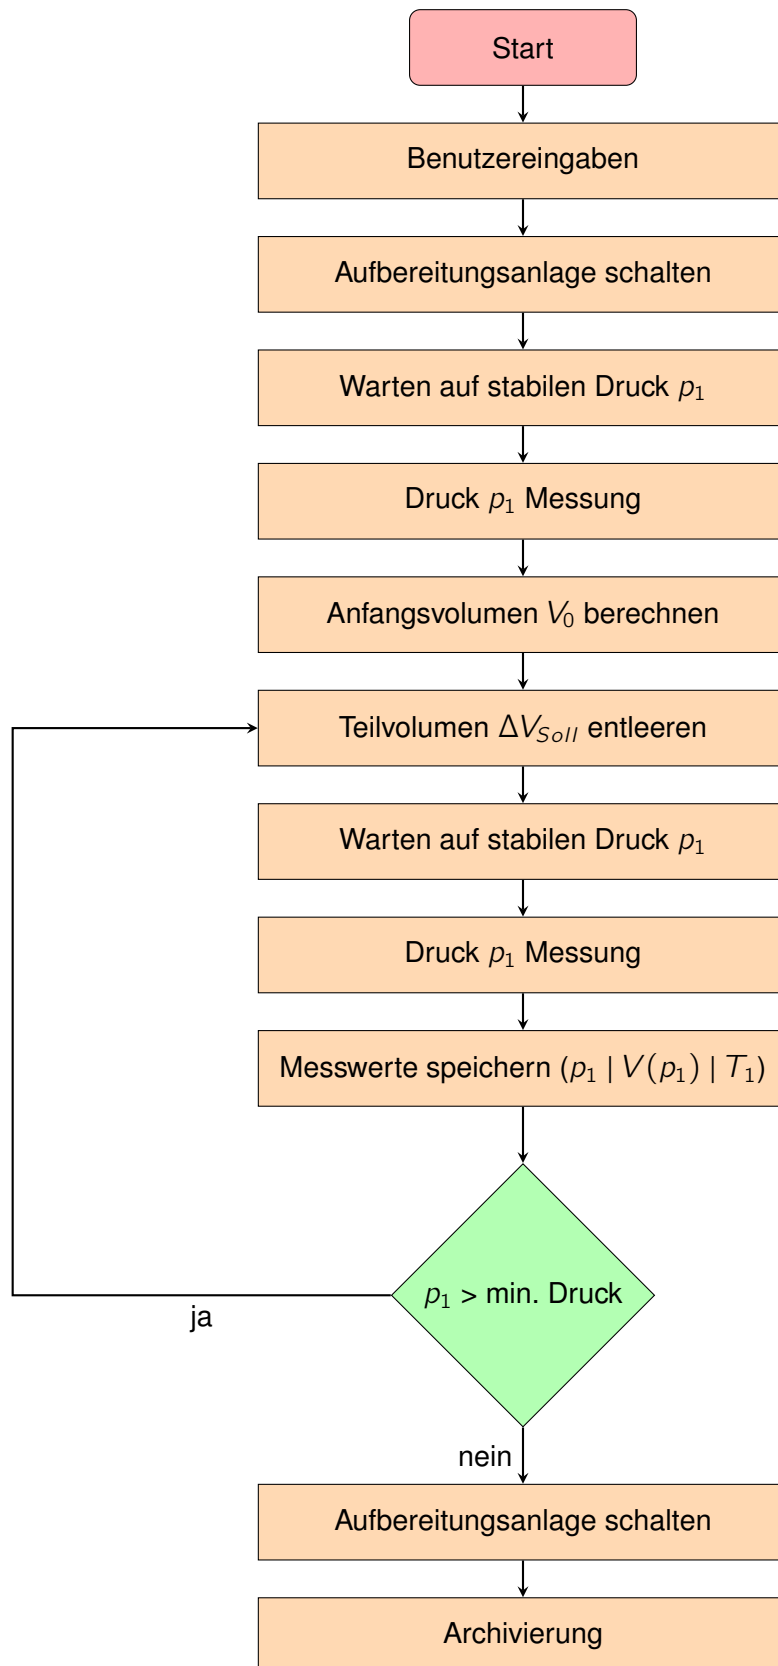 Start
Benutzereingaben
Aufbereitungsanlage schalten
Warten auf stabilen Druck p₁
Druck p₁ Messung
Anfangsvolumen V₀ berechnen
Teilvolumen ΔV_Soll entleeren
Warten auf stabilen Druck p₁
Druck p₁ Messung
Messwerte speichern (p₁ | V(p₁) | T₁)
p₁ > min. Druck
ja
nein
Aufbereitungsanlage schalten
Archivierung